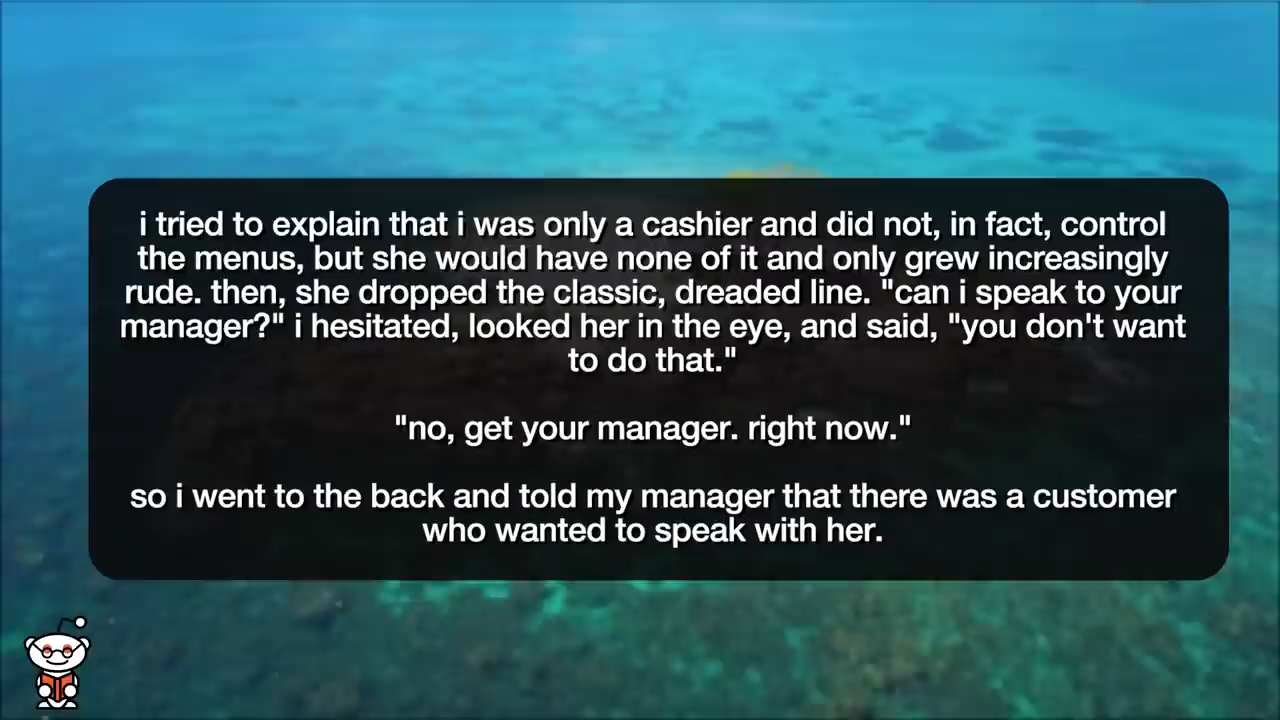 i tried to explain that i was only a cashier and did not, in fact, control
the menus, but she would have none of it and only grew increasingly
rude. then, she dropped the classic, dreaded line. "can i speak to your
manager?" i hesitated, looked her in the eye, and said, "you don't want
to do that."
"no, get your manager. right now."
so i went to the back and told my manager that there was a customer
who wanted to speak with her.